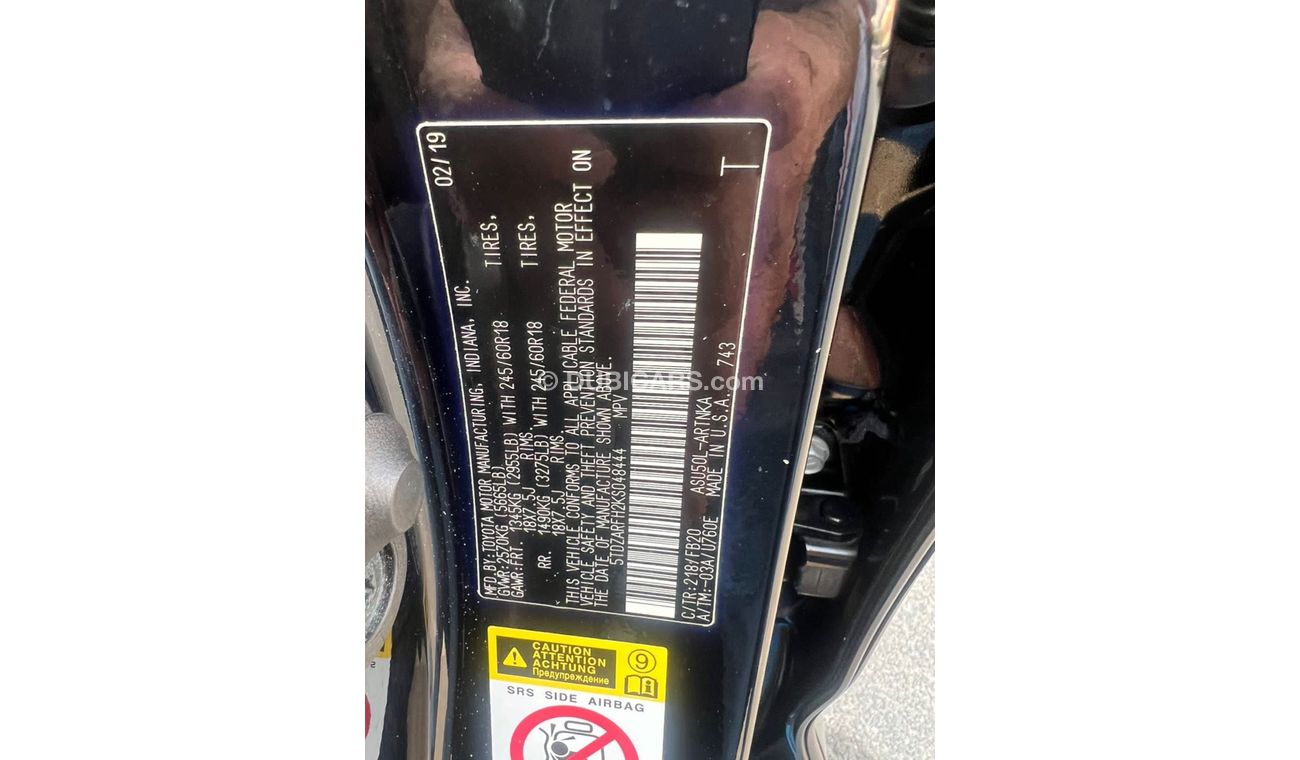 02/19
MFD BY:TOYOTA MOTOR MANUFACTURING, INDIANA, INC.
GVWR:2570KG (5665LB)
GAWR:FRT. 1345KG (2955LB) WITH 245/60R18 TIRES,
18X7.5J RIMS.
RR. 1490KG (3275LB) WITH 245/60R18 TIRES,
18X7.5J RIMS.
THIS VEHICLE CONFORMS TO ALL APPLICABLE FEDERAL MOTOR
VEHICLE SAFETY AND THEFT PREVENTION STANDARDS IN EFFECT ON
THE DATE OF MANUFACTURE SHOWN ABOVE.
5TDZARFH2KS048444 MPV
C/TR:218/FB20 ASU50L-ARTNKA 743
A/TM:-03A/U760E MADE IN U.S.A.
T
© DUBICARS.com
CAUTION
ATTENTION
ACHTUNG
Предупреждение
9
SRS SIDE AIRBAG